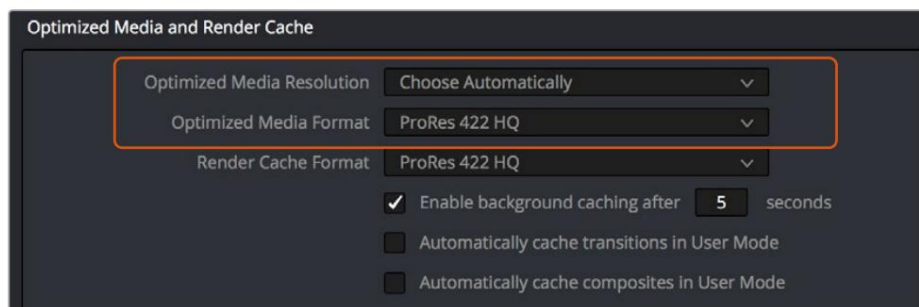 Optimized Media and Render Cache
Optimized Media Resolution Choose Automatically
Optimized Media Format ProRes 422 HQ
Render Cache Format ProRes 422 HQ
Enable background caching after 5 seconds
Automatically cache transitions in User Mode
Automatically cache composites in User Mode